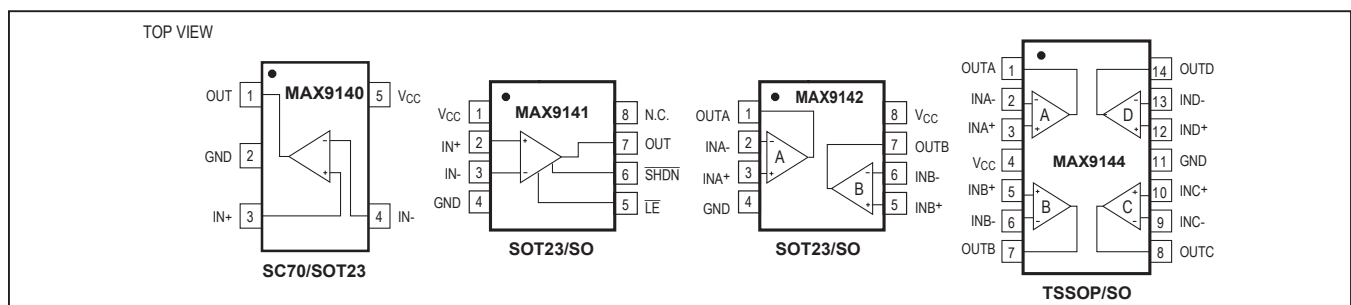 TOP VIEW
MAX9140
OUT 1
5 VCC
GND 2
IN+ 3
4 IN-
- +
SC70/SOT23
MAX9141
VCC 1
8 N.C.
IN+ 2
7 OUT
IN- 3
6 SHDN
GND 4
5 LE
+ -
SOT23/SO
MAX9142
OUTA 1
8 VCC
INA- 2
7 OUTB
INA+ 3
6 INB-
GND 4
5 INB+
- A +
- B +
SOT23/SO
OUTA 1
14 OUTD
INA- 2
13 IND-
INA+ 3
12 IND+
VCC 4
MAX9144
11 GND
INB+ 5
10 INC+
INB- 6
9 INC-
OUTB 7
8 OUTC
- A +
- D +
+ B -
+ C -
TSSOP/SO